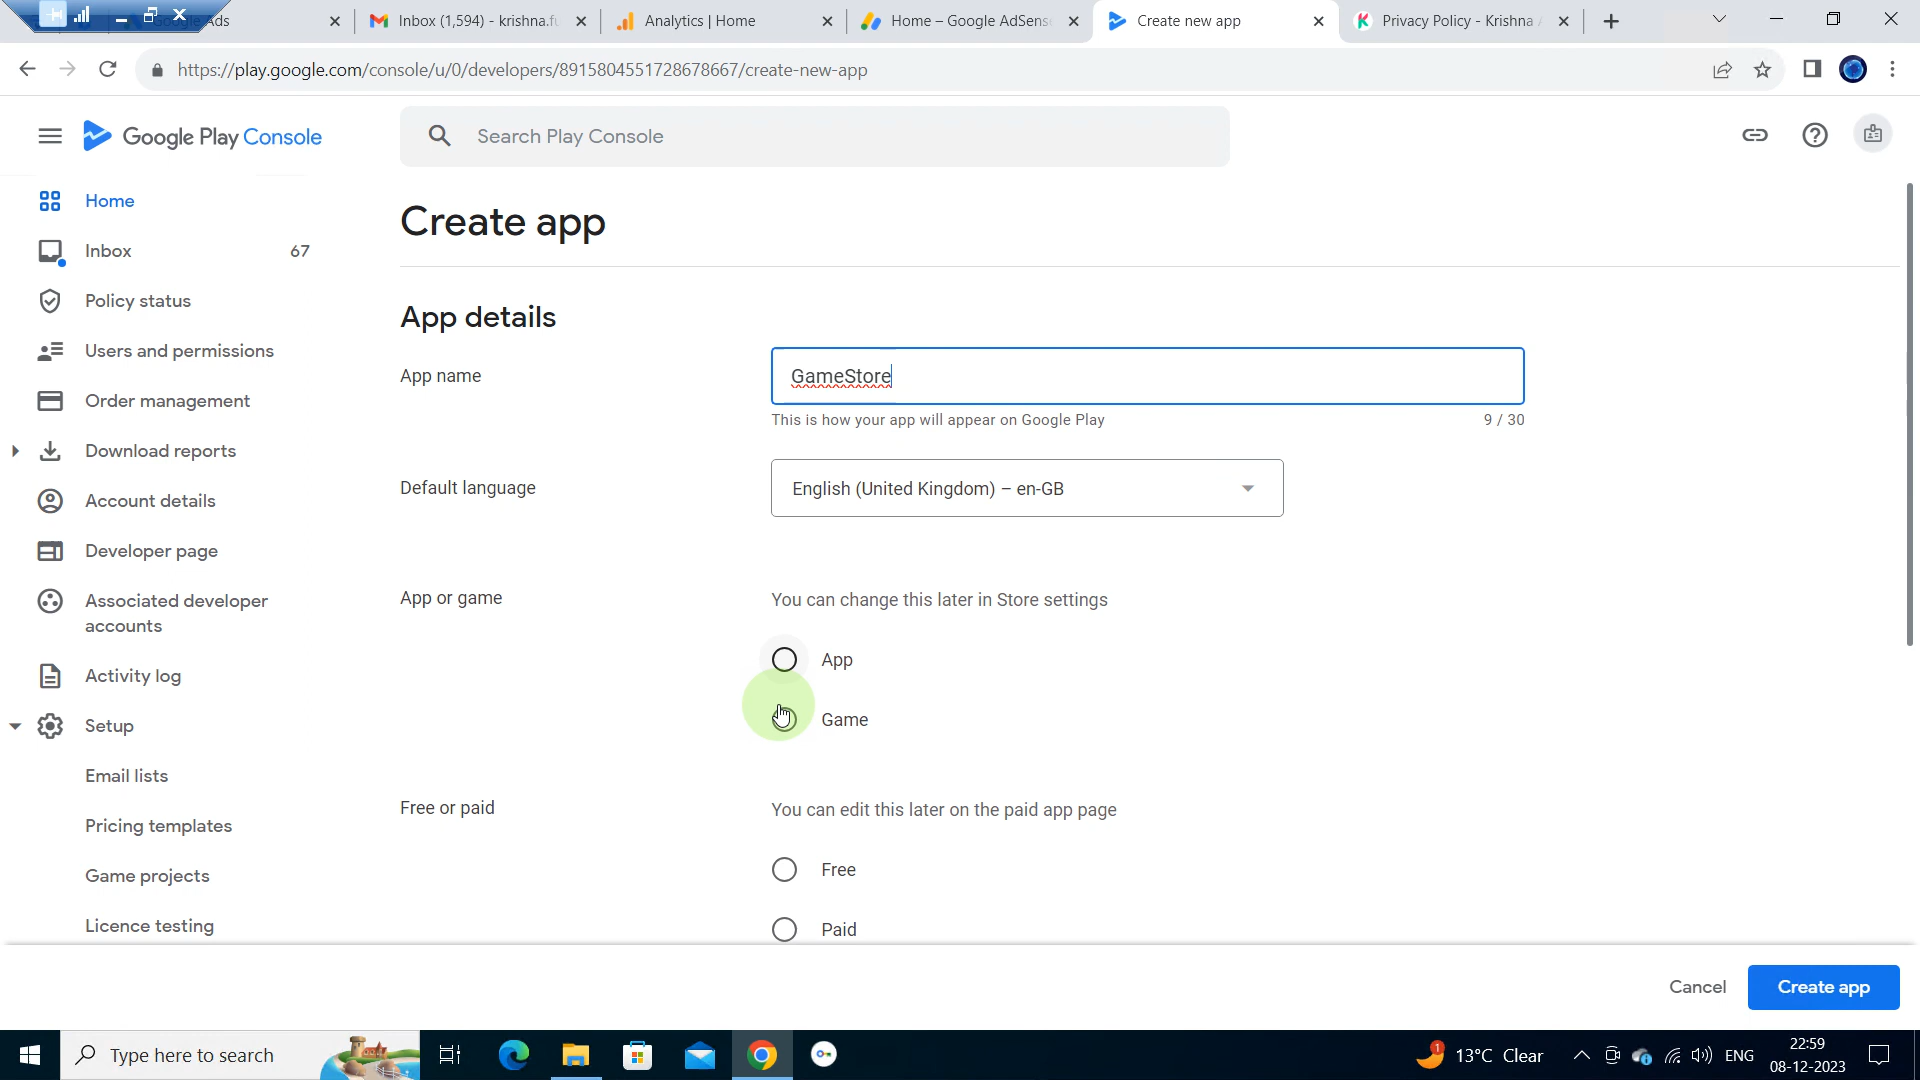 Ads
Inbox (1,594) - krishna.fu
Analytics | Home
Home – Google AdSense
Create new app
Privacy Policy - Krishna
https://play.google.com/console/u/0/developers/8915804551728678667/create-new-app
Google Play Console
Search Play Console
Home
Inbox 67
Policy status
Users and permissions
Order management
Download reports
Account details
Developer page
Associated developer
accounts
Activity log
Setup
Email lists
Pricing templates
Game projects
Licence testing
Create app
App details
App name
GameStore
This is how your app will appear on Google Play 9 / 30
Default language
English (United Kingdom) – en-GB
App or game
You can change this later in Store settings
App
Game
Free or paid
You can edit this later on the paid app page
Free
Paid
Cancel
Create app
Type here to search
1
13°C Clear
ENG
22:59
08-12-2023